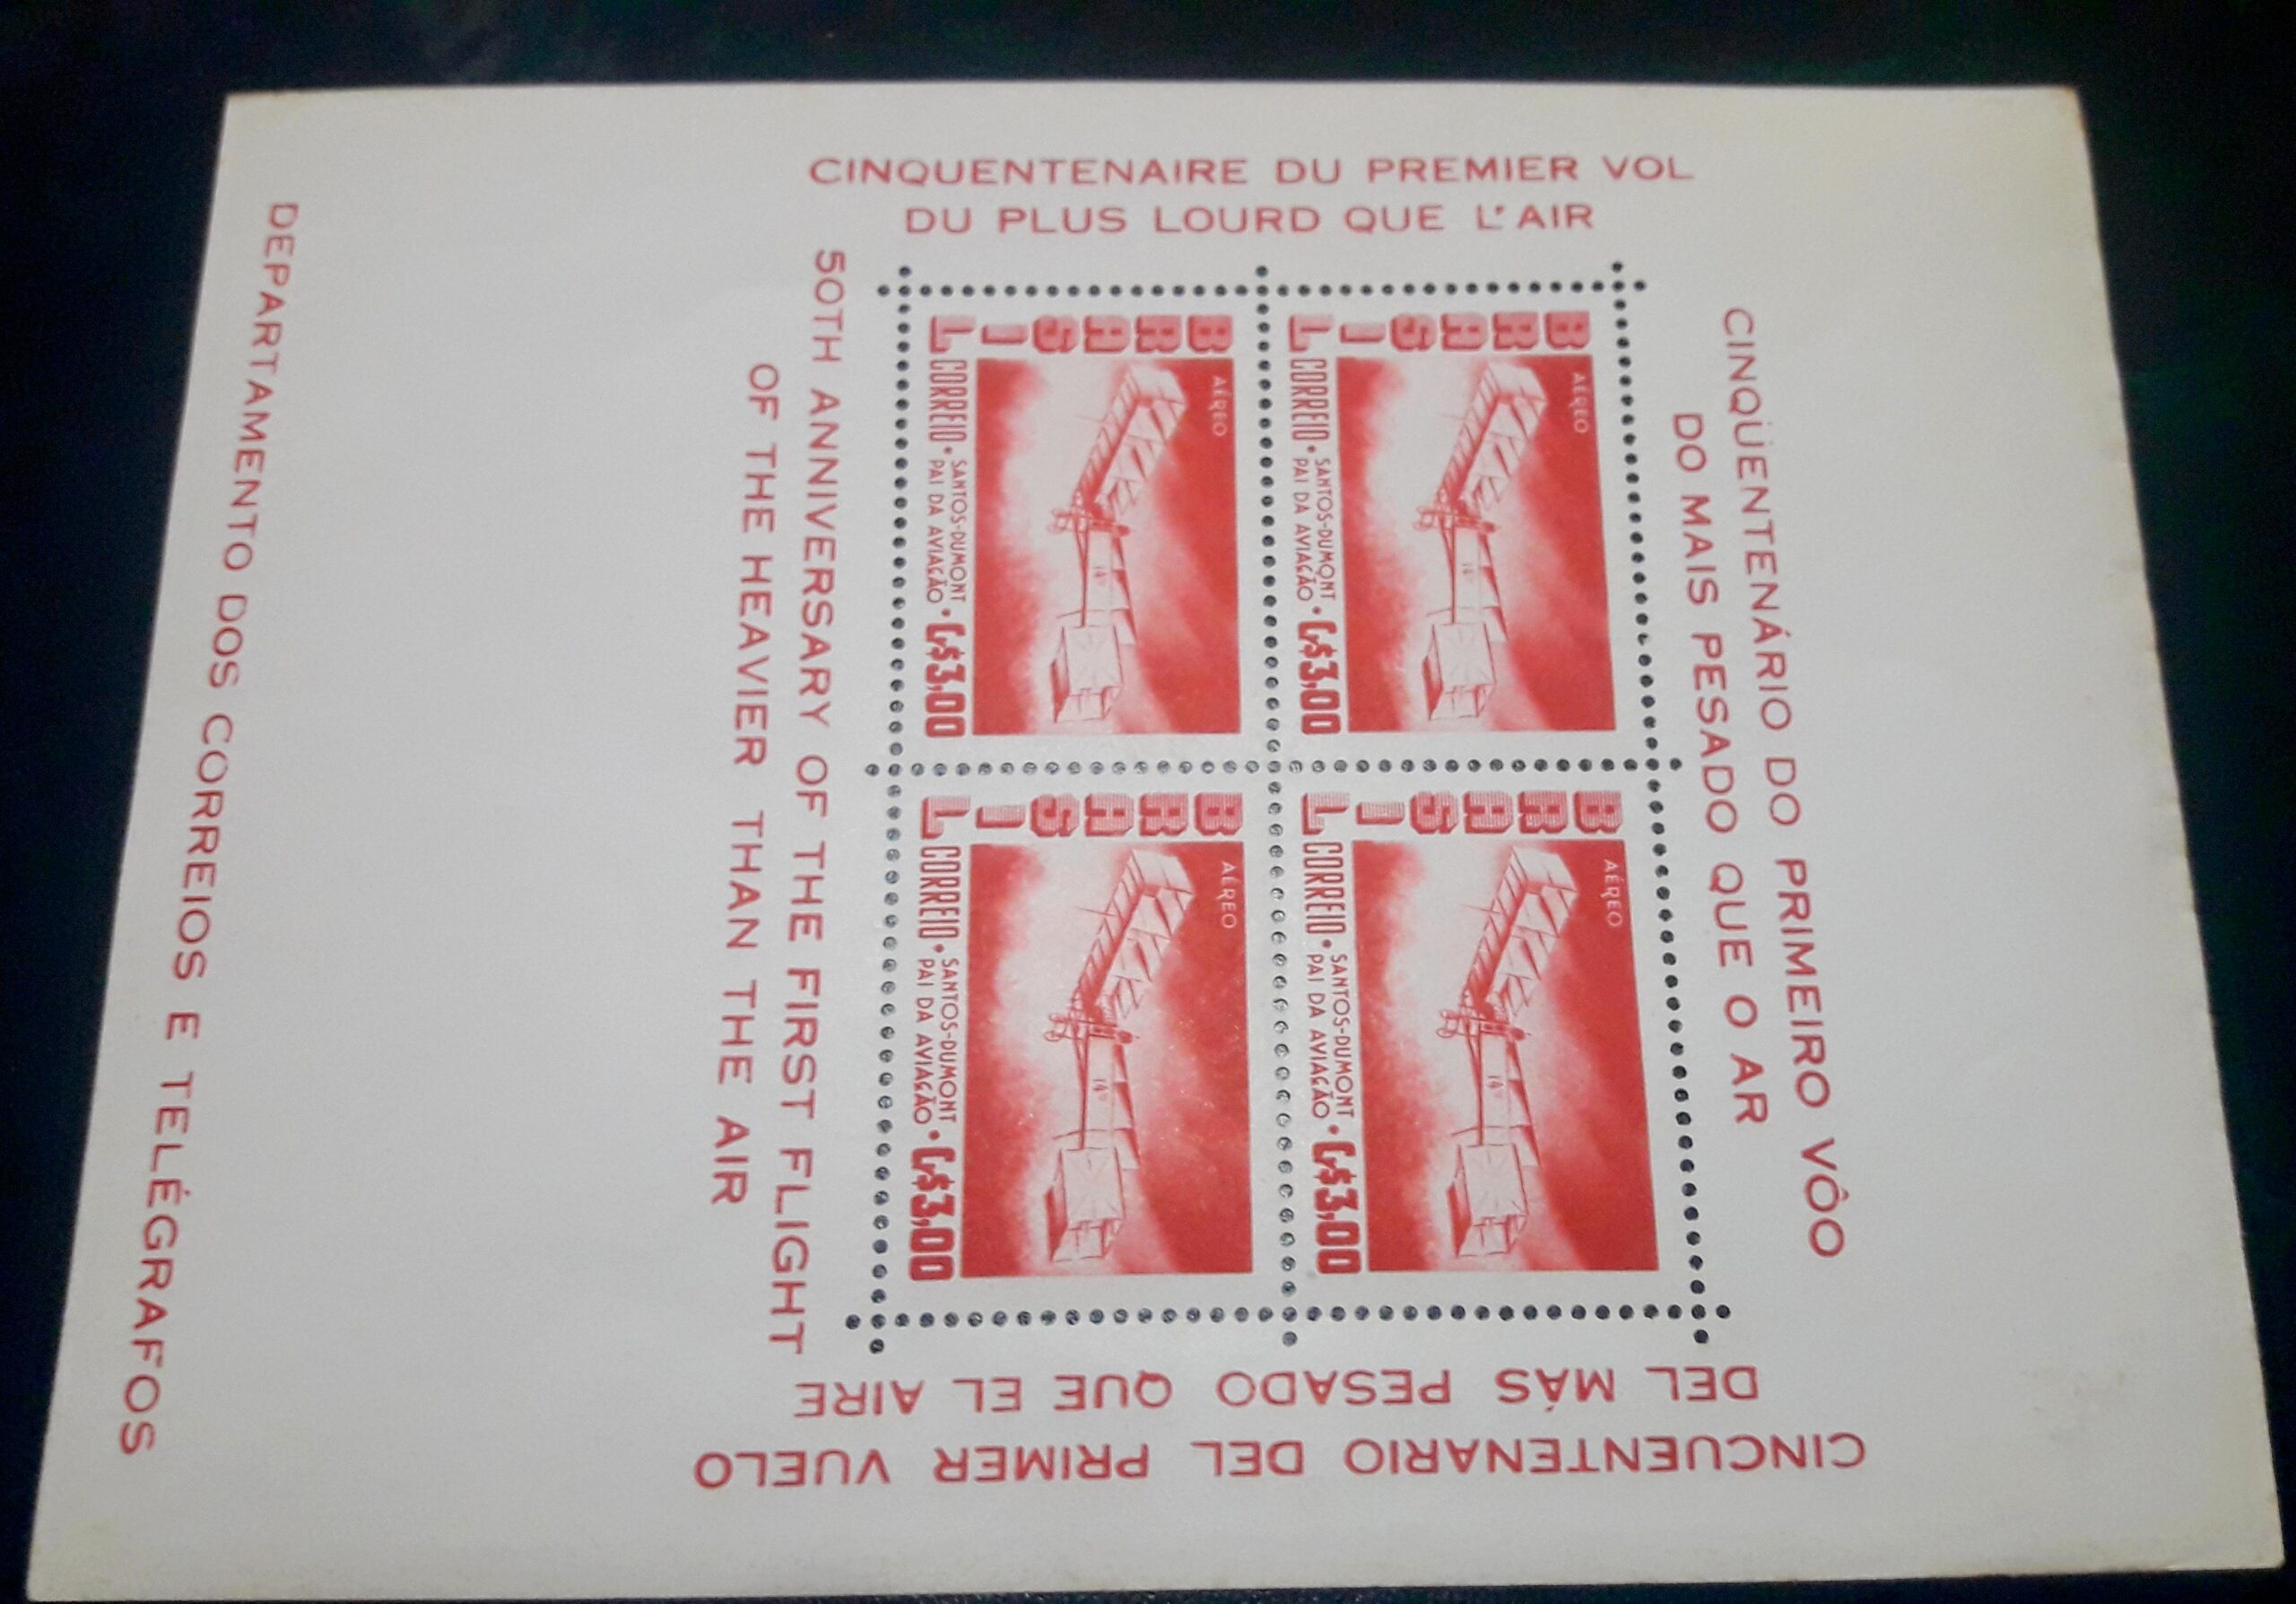 CINQÜENTENÁRIO DO PRIMEIRO VÔO
DO MAIS PESADO QUE O AR
CINQUENTENAIRE DU PREMIER VOL
DU PLUS LOURD QUE L'AIR
CINCUENTENARIO DEL PRIMER VUELO
DEL MÁS PESADO QUE EL AIRE
BRASIL
AÉREO
CORREIO • SANTOS-DUMONT
PAI DA AVIAÇÃO • Cr$3,00
BRASIL
AÉREO
CORREIO • SANTOS-DUMONT
PAI DA AVIAÇÃO • Cr$3,00
BRASIL
AÉREO
CORREIO • SANTOS-DUMONT
PAI DA AVIAÇÃO • Cr$3,00
BRASIL
AÉREO
CORREIO • SANTOS-DUMONT
PAI DA AVIAÇÃO • Cr$3,00
50TH ANNIVERSARY OF THE FIRST FLIGHT
OF THE HEAVIER THAN THE AIR
DEPARTAMENTO DOS CORREIOS E TELÉGRAFOS